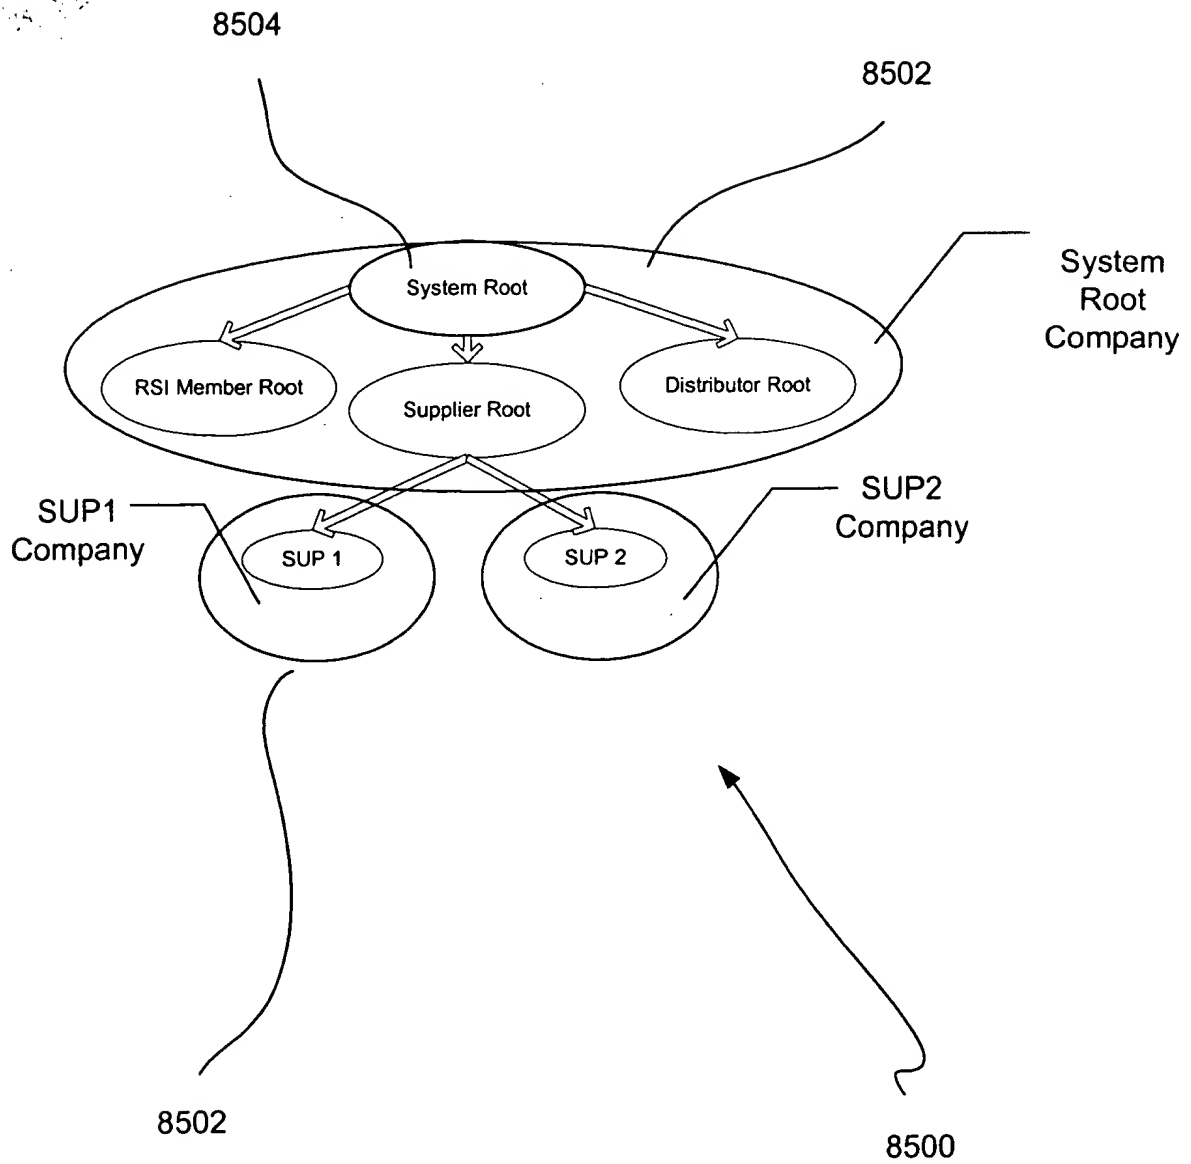 8504
8502
System Root
System
Root
Company
RSI Member Root
Supplier Root
Distributor Root
SUP1
Company
SUP2
Company
SUP 1
SUP 2
8502
8500